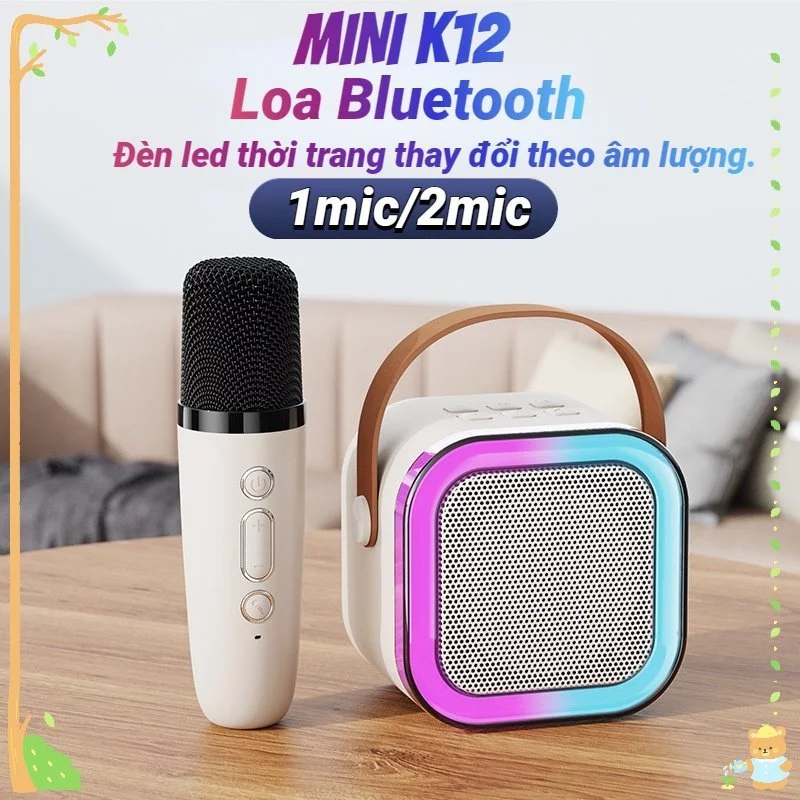 MINI K12
Loa Bluetooth
Đèn led thời trang thay đổi theo âm lượng.
1mic/2mic